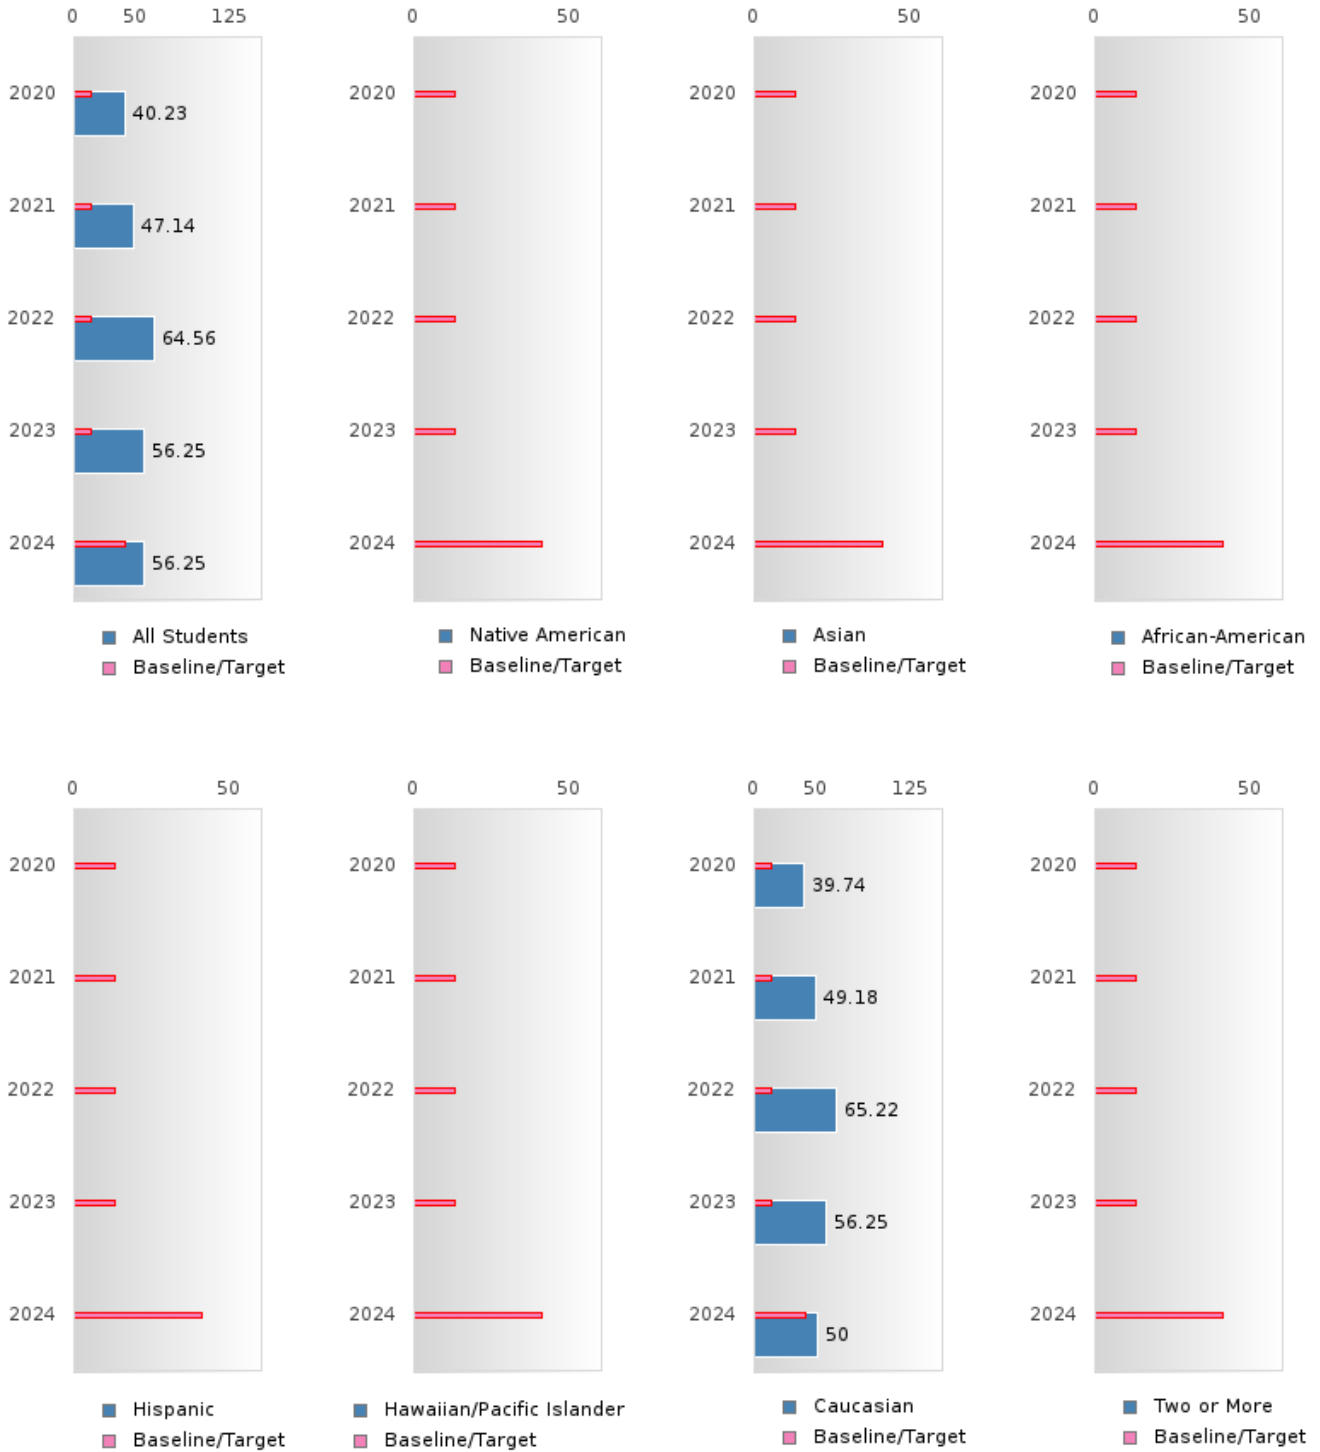 0 50 125
2020 40.23
2021 47.14
2022 64.56
2023 56.25
2024 56.25
All Students
Baseline/Target
0 50
2020
2021
2022
2023
2024
Native American
Baseline/Target
0 50
2020
2021
2022
2023
2024
Asian
Baseline/Target
0 50
2020
2021
2022
2023
2024
African-American
Baseline/Target
0 50
2020
2021
2022
2023
2024
Hispanic
Baseline/Target
0 50
2020
2021
2022
2023
2024
Hawaiian/Pacific Islander
Baseline/Target
0 50 125
2020 39.74
2021 49.18
2022 65.22
2023 56.25
2024 50
Caucasian
Baseline/Target
0 50
2020
2021
2022
2023
2024
Two or More
Baseline/Target